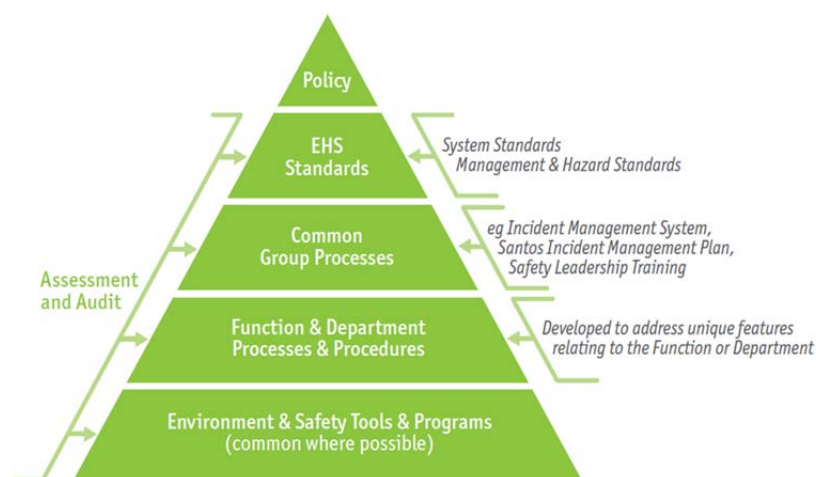 Policy
EHS
Standards
System Standards
Management & Hazard Standards
Common
Group Processes
eg Incident Management System,
Santos Incident Management Plan,
Safety Leadership Training
Assessment
and Audit
Function & Department
Processes & Procedures
Developed to address unique features
relating to the Function or Department
Environment & Safety Tools & Programs
(common where possible)